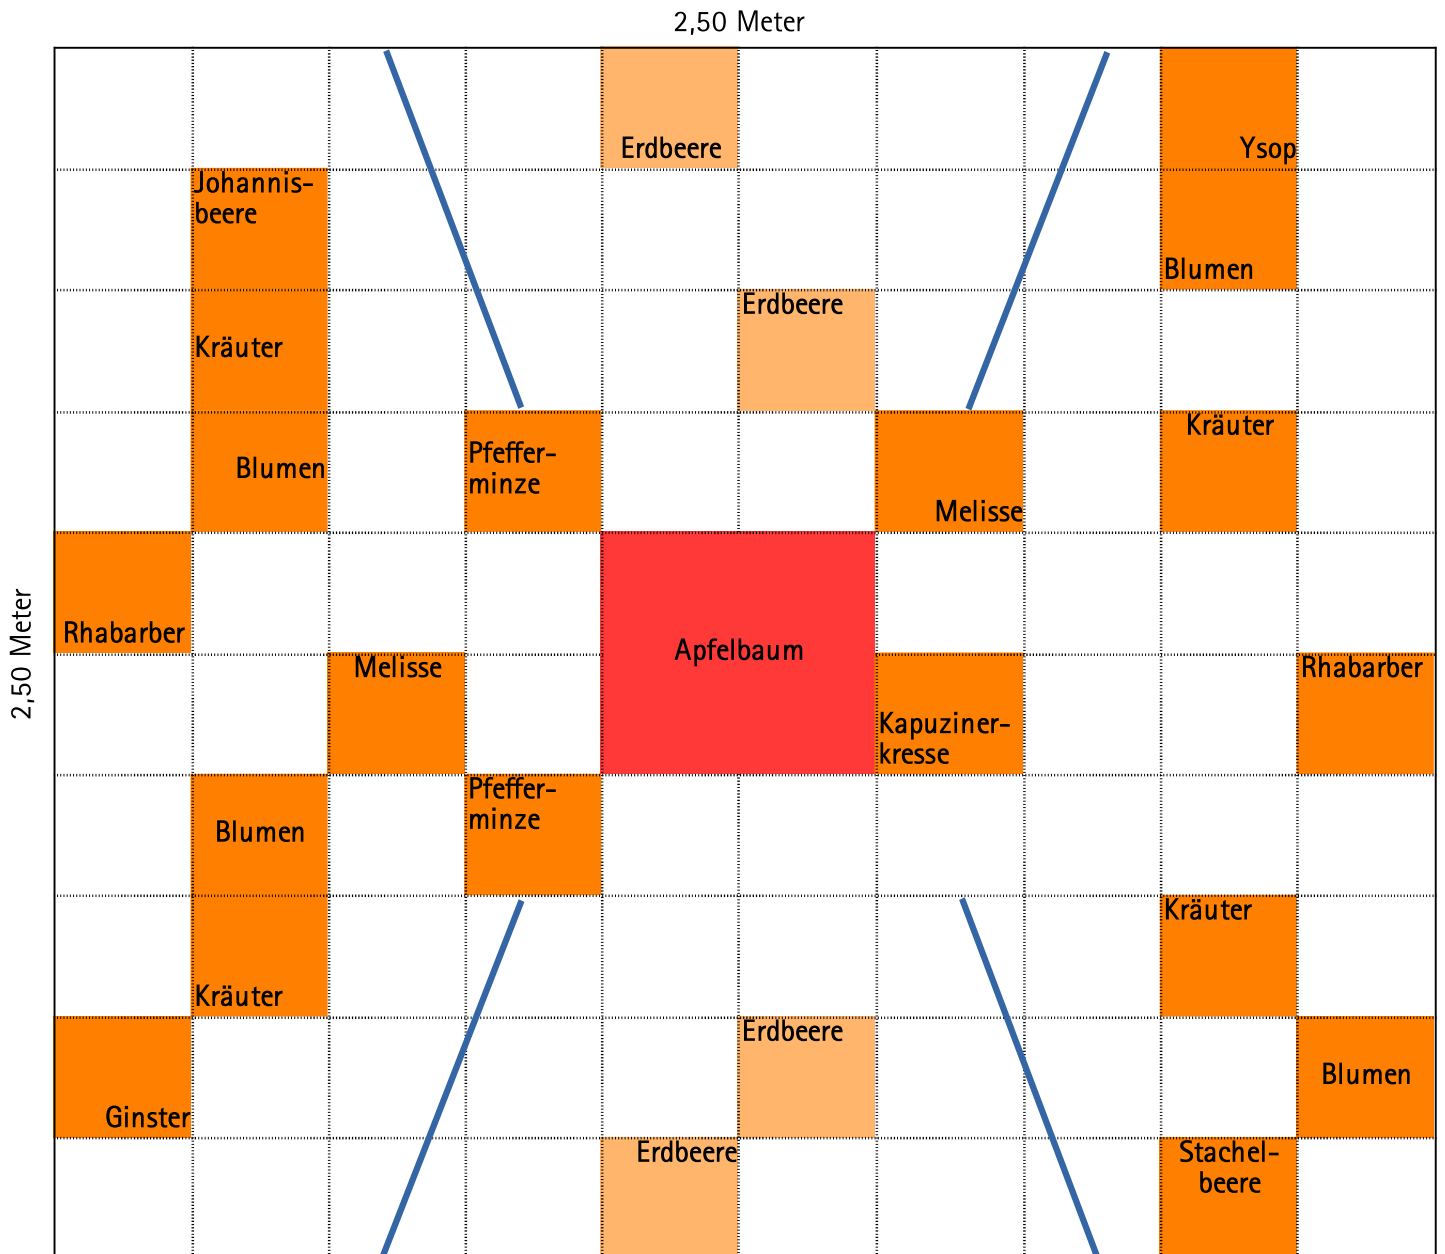 2,50 Meter
Erdbeere
Ysop
Johannis-
beere
Blumen
Erdbeere
Kräuter
Kräuter
Pfeffer-
minze
Blumen
Melisse
2,50 Meter
Rhabarber
Apfelbaum
Melisse
Rhabarber
Kapuziner-
kresse
Pfeffer-
minze
Blumen
Kräuter
Kräuter
Erdbeere
Blumen
Ginster
Erdbeere
Stachel-
beere